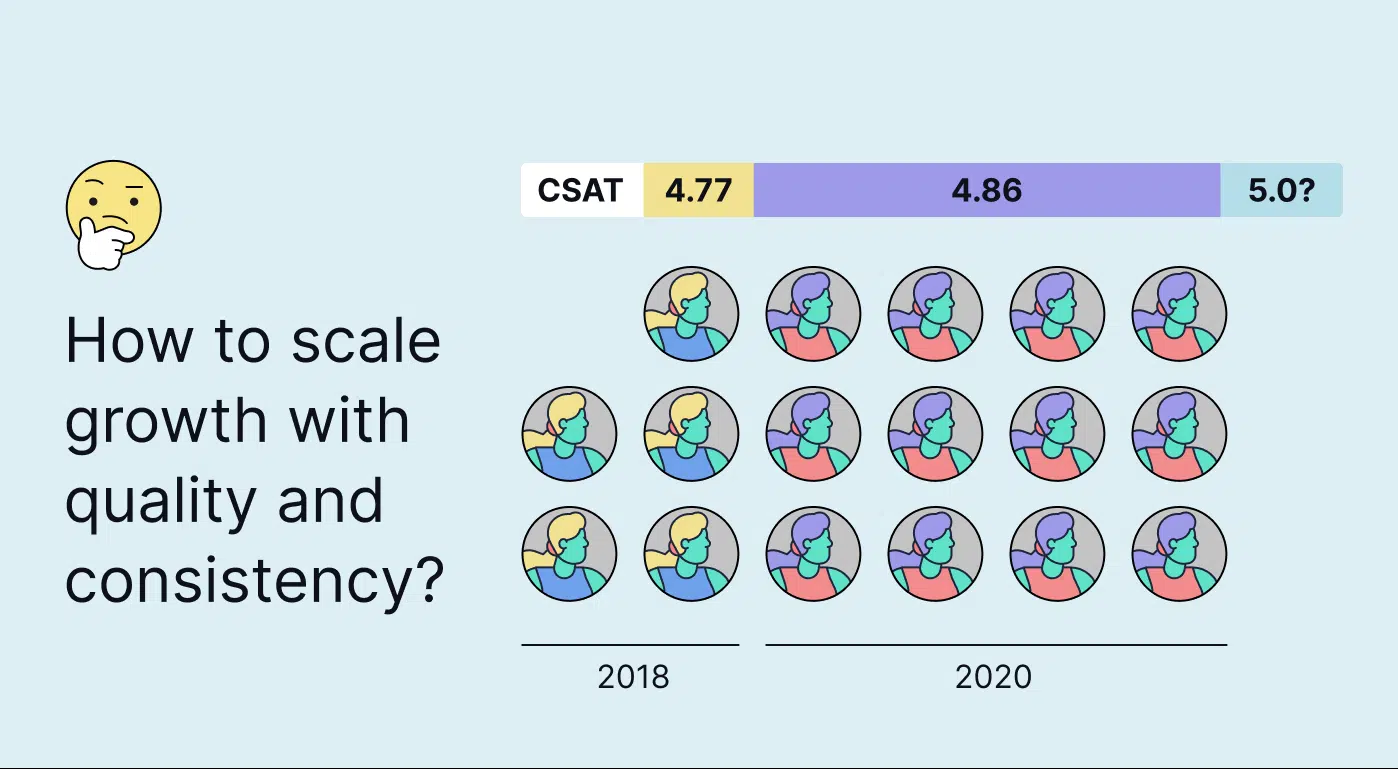 CSAT 4.77 4.86 5.0?
How to scale
growth with
quality and
consistency?
2018 2020